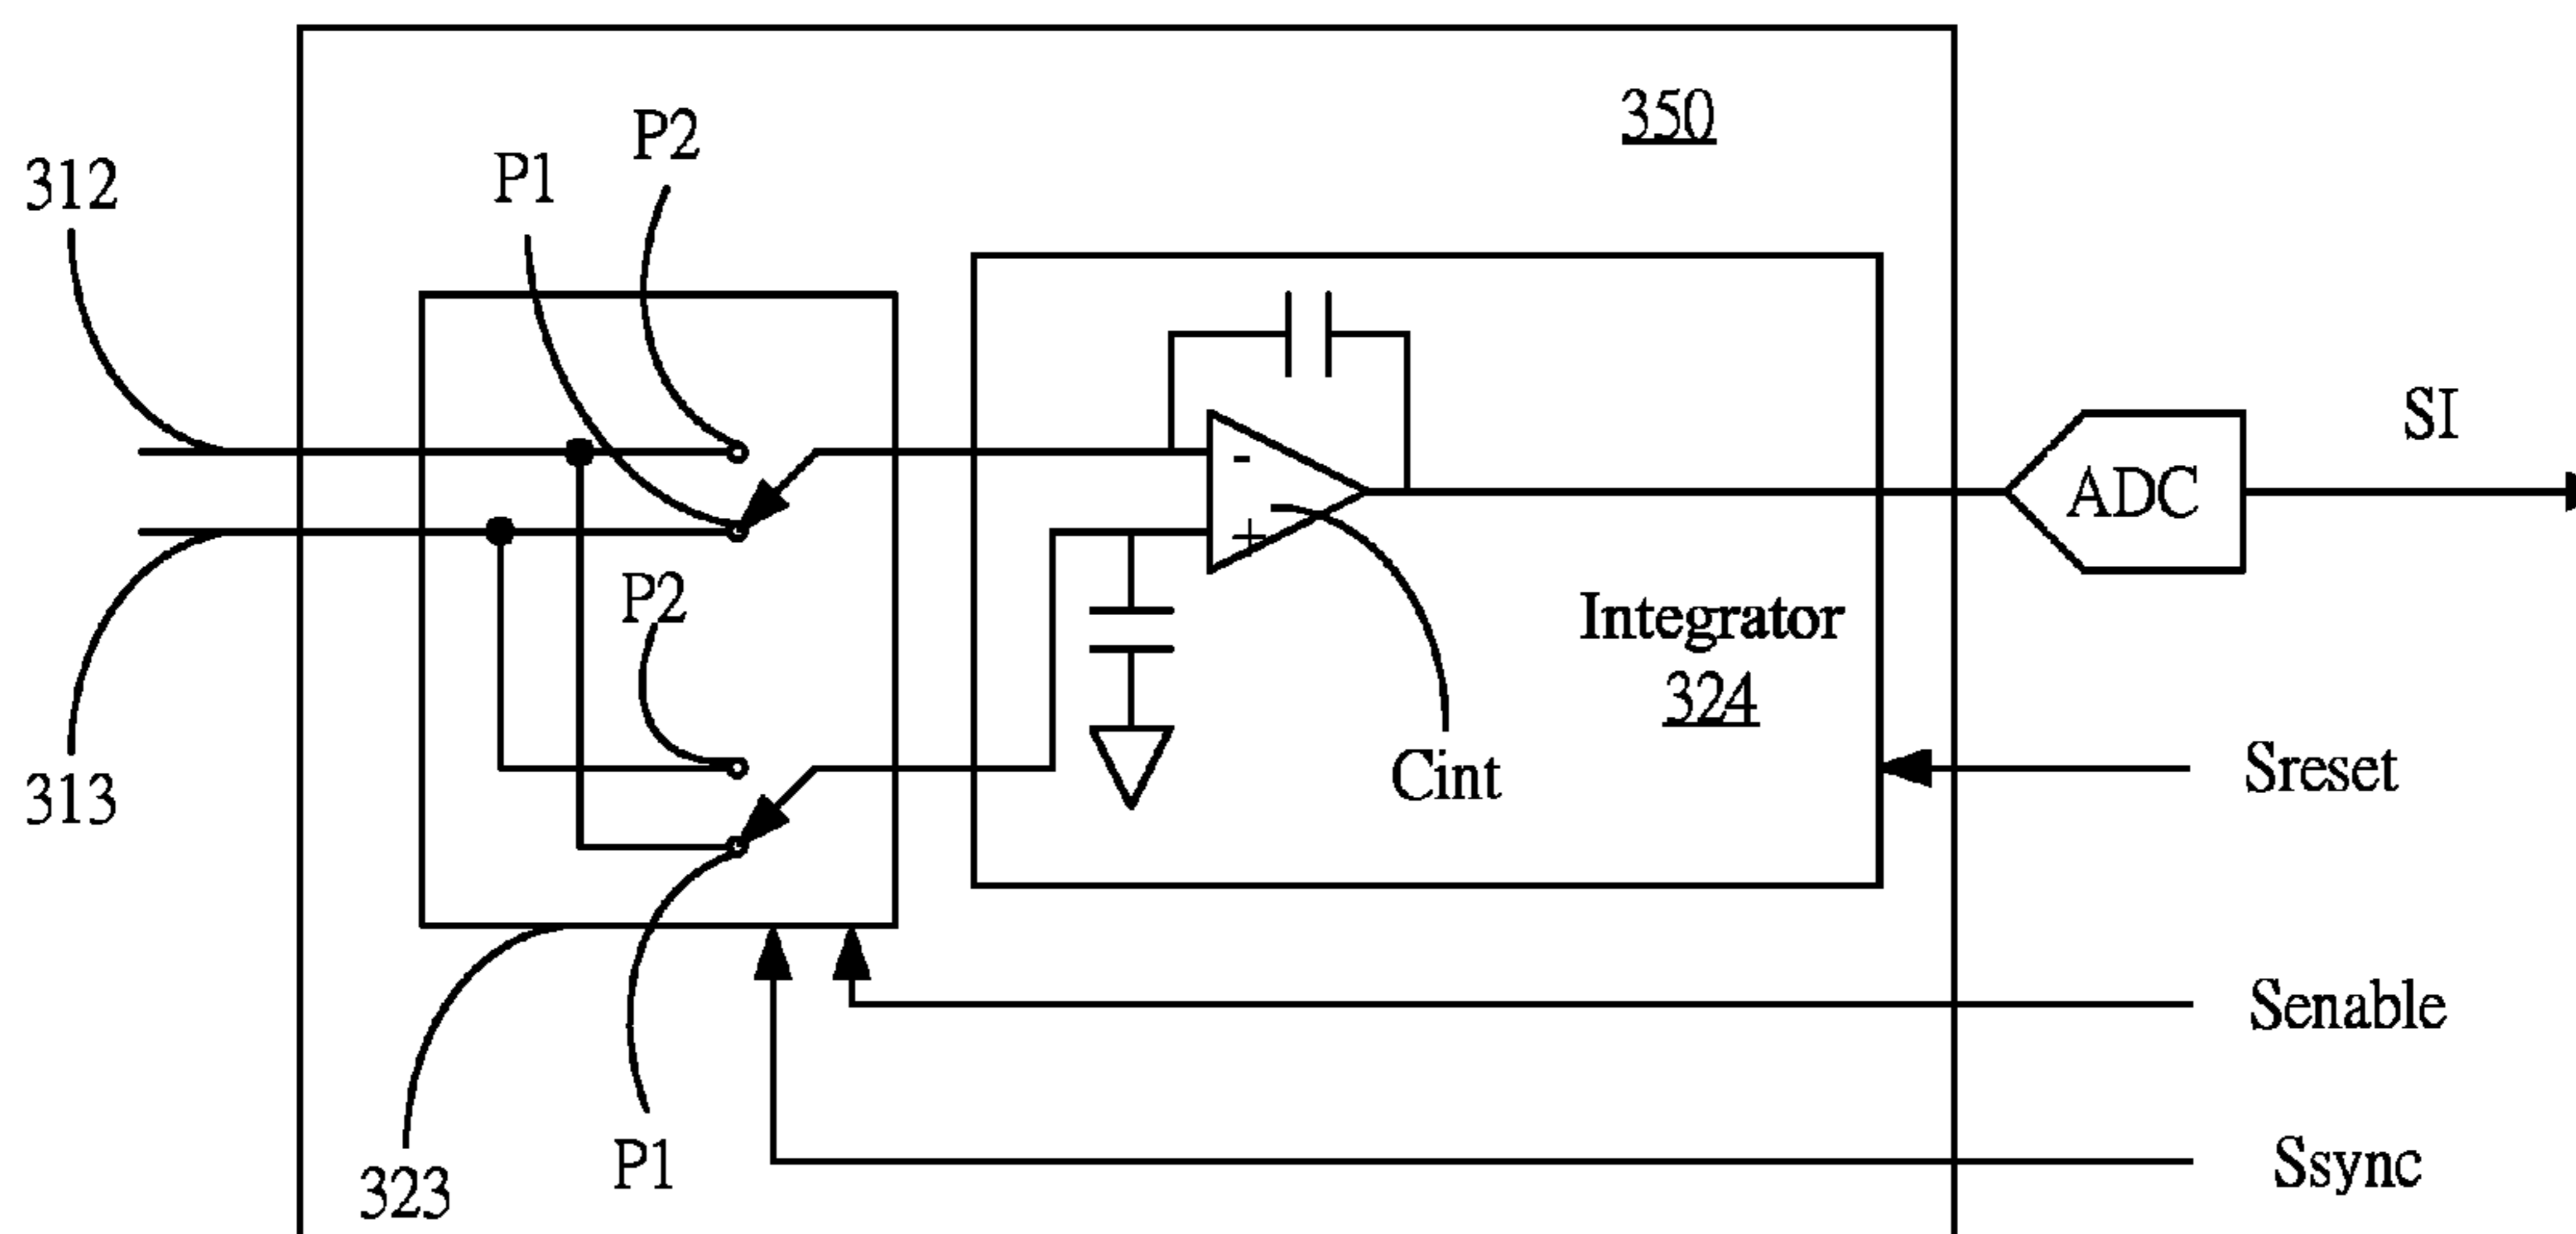 350
P2
P1
312
SI
-
ADC
+
P2
Integrator
324
313
Cint
Sreset
Senable
P1
323
Ssync